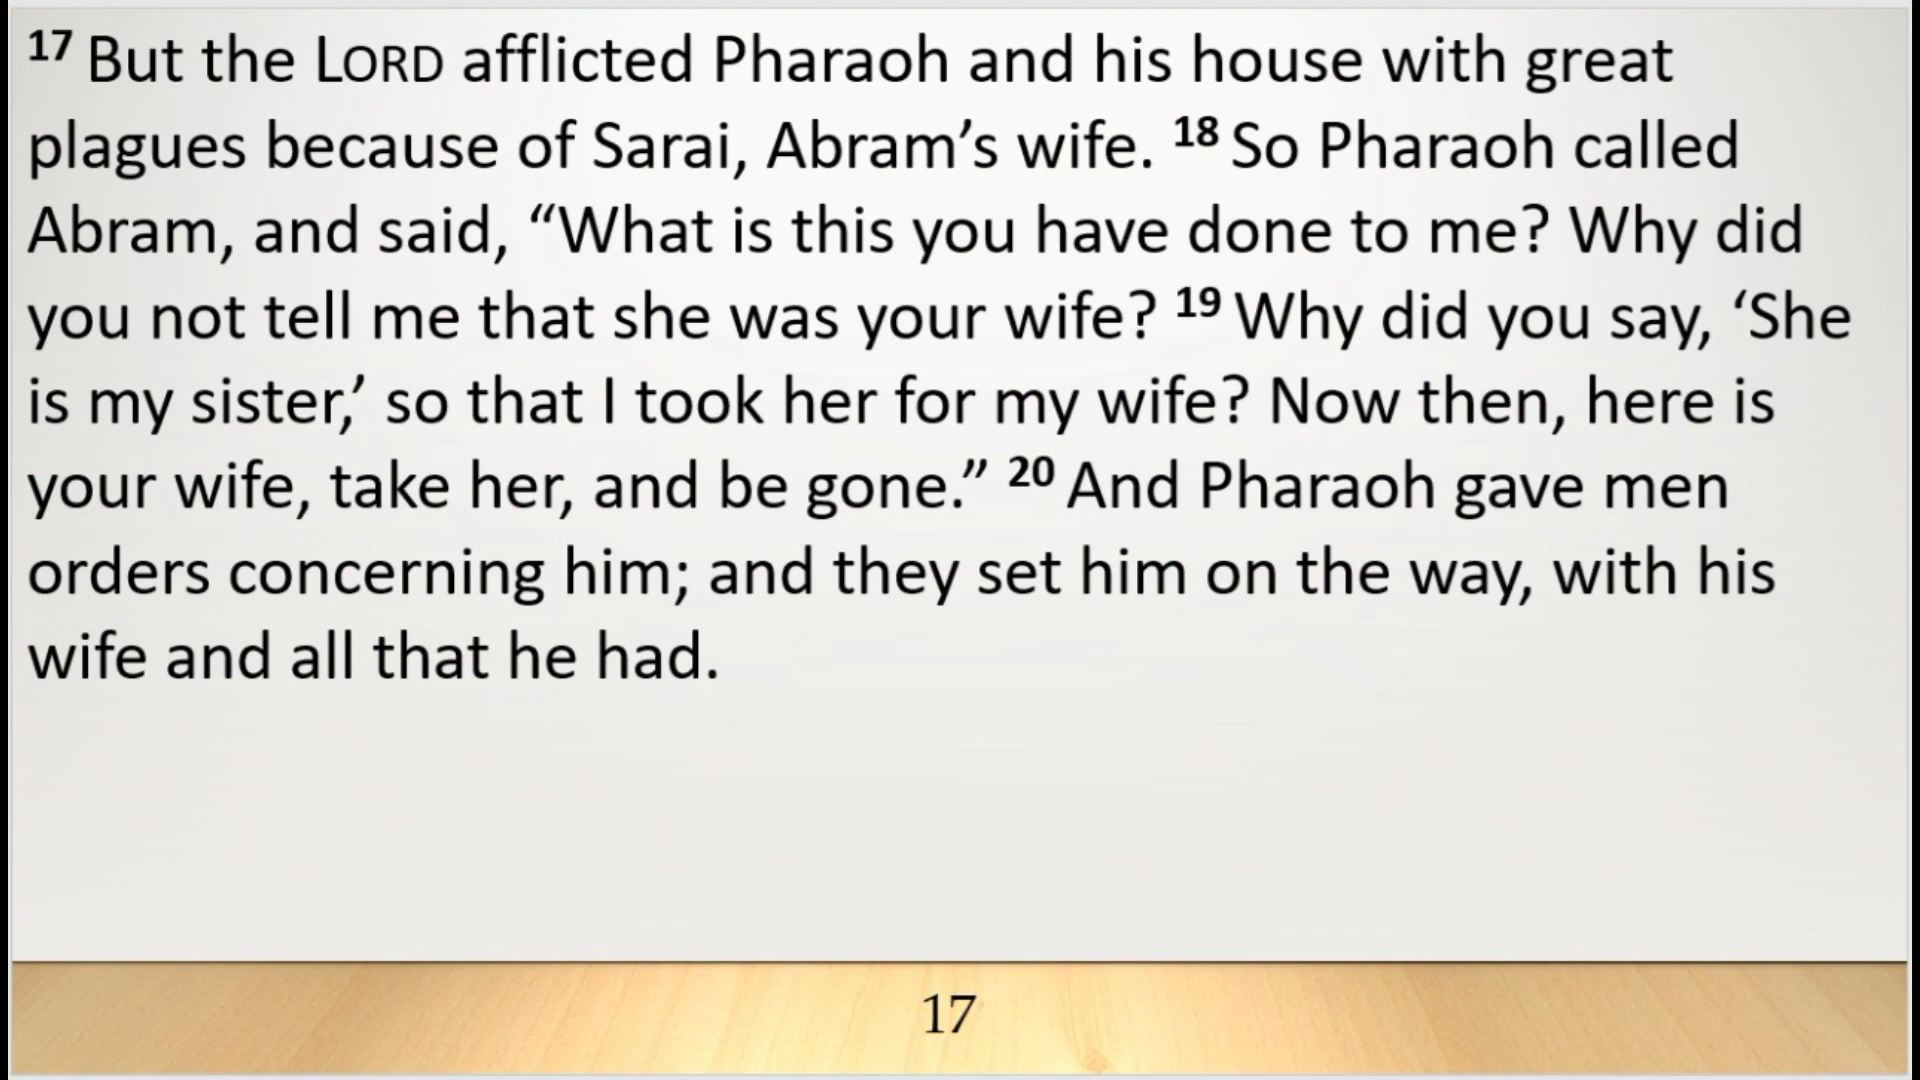 17 But the LORD afflicted Pharaoh and his house with great
plagues because of Sarai, Abram’s wife. 18 So Pharaoh called
Abram, and said, “What is this you have done to me? Why did
you not tell me that she was your wife? 19 Why did you say, ‘She
is my sister,’ so that I took her for my wife? Now then, here is
your wife, take her, and be gone.” 20 And Pharaoh gave men
orders concerning him; and they set him on the way, with his
wife and all that he had.
17